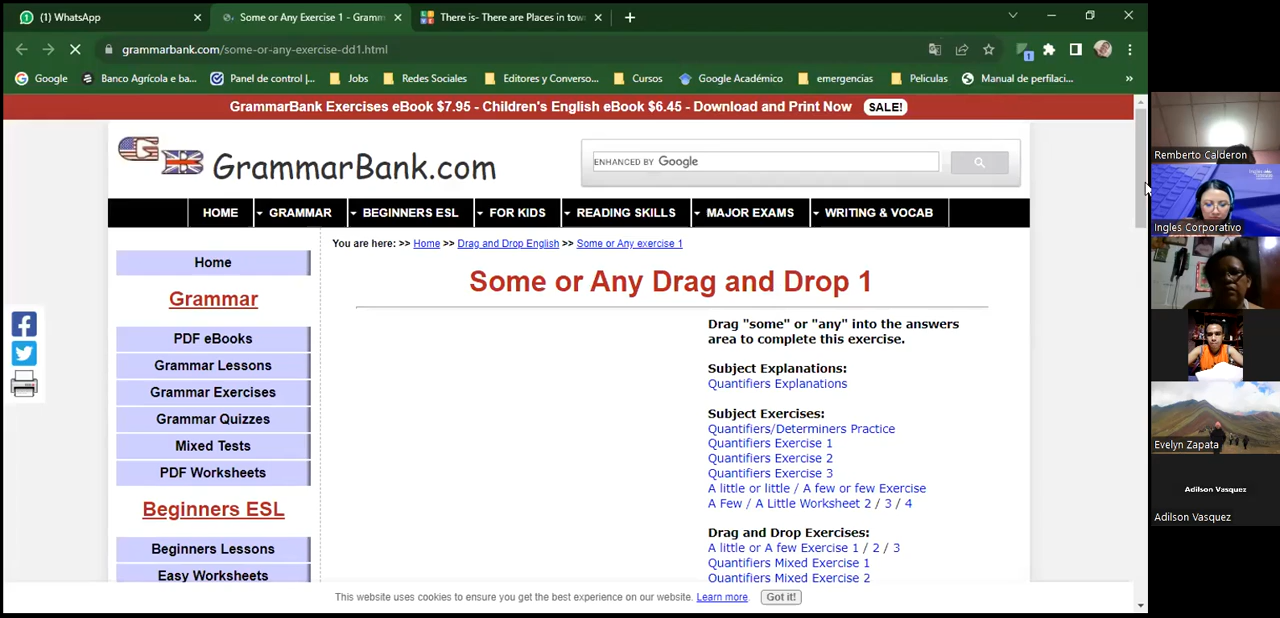 (1) WhatsApp
Some or Any Exercise 1 - Gramm
There is- There are Places in tow
grammarbank.com/some-or-any-exercise-dd1.html
Google
Banco Agrícola e ba...
Panel de control |...
Jobs
Redes Sociales
Editores y Converso...
Cursos
Google Académico
emergencias
Peliculas
Manual de perfilaci...
GrammarBank Exercises eBook $7.95 - Children's English eBook $6.45 - Download and Print Now SALE!
GrammarBank.com
ENHANCED BY Google
HOME
GRAMMAR
BEGINNERS ESL
FOR KIDS
READING SKILLS
MAJOR EXAMS
WRITING & VOCAB
You are here: >> Home >> Drag and Drop English >> Some or Any exercise 1
Home
Grammar
PDF eBooks
Grammar Lessons
Grammar Exercises
Grammar Quizzes
Mixed Tests
PDF Worksheets
Beginners ESL
Beginners Lessons
Easy Worksheets
Some or Any Drag and Drop 1
Drag "some" or "any" into the answers
area to complete this exercise.
Subject Explanations:
Quantifiers Explanations
Subject Exercises:
Quantifiers/Determiners Practice
Quantifiers Exercise 1
Quantifiers Exercise 2
Quantifiers Exercise 3
A little or little / A few or few Exercise
A Few / A Little Worksheet 2 / 3 / 4
Drag and Drop Exercises:
A little or A few Exercise 1 / 2 / 3
Quantifiers Mixed Exercise 1
Quantifiers Mixed Exercise 2
This website uses cookies to ensure you get the best experience on our website. Learn more. Got it!
Remberto Calderon
Ingles Corporativo
Evelyn Zapata
Adilson Vasquez
Adilson Vasquez